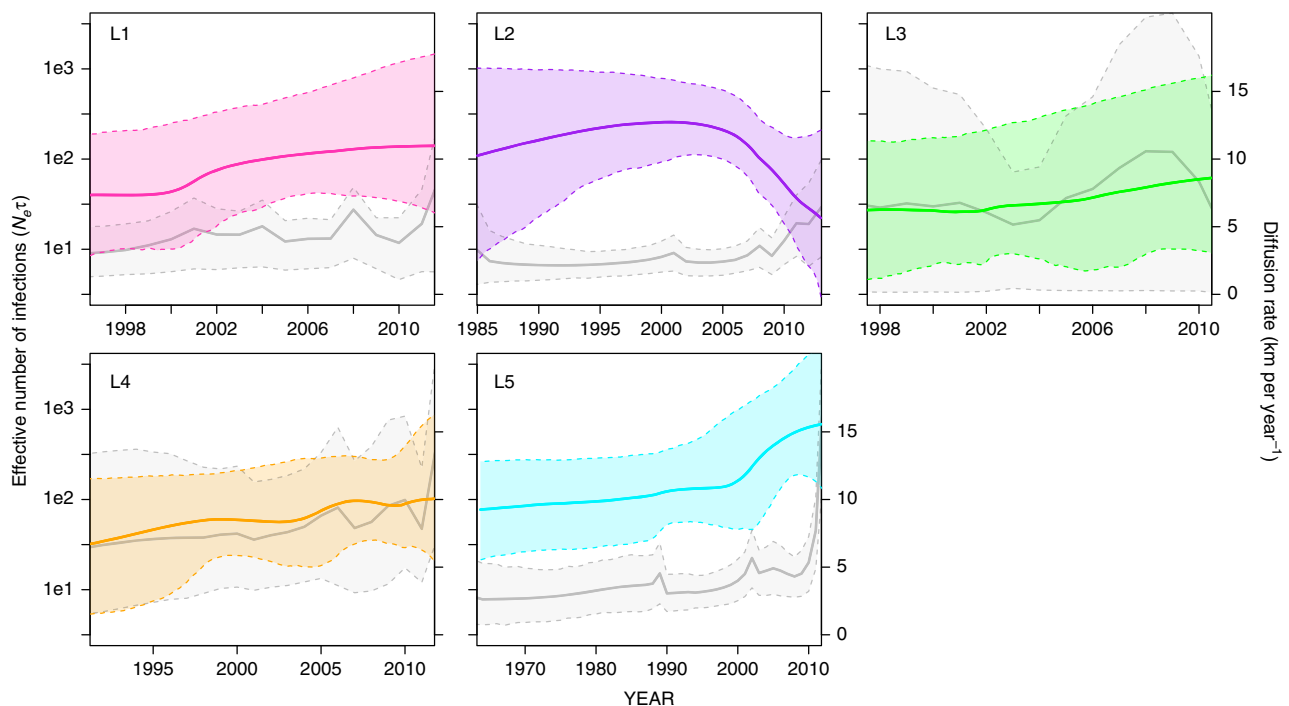 L1
L2
L3
1e3
1e2
1e1
15
10
5
0
1998
2002
2006
2010
1985
1990
1995
2000
2005
2010
1998
2002
2006
2010
Effective number of infections (Nₑτ)
Diffusion rate (km per year⁻¹)
L4
L5
1e3
1e2
1e1
15
10
5
0
1995
2000
2005
2010
1970
1980
1990
2000
2010
YEAR